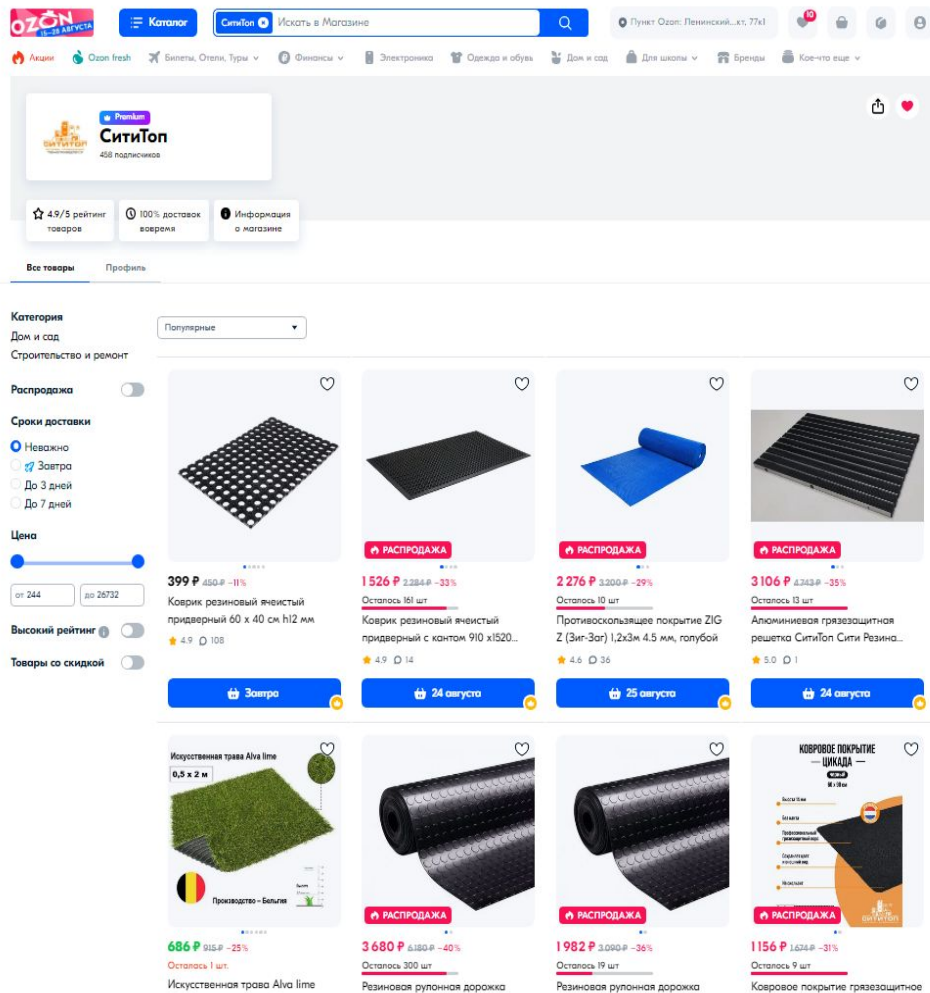 OZON
15–28 АВГУСТА
Каталог
СитиТоп
Искать в Магазине
Пункт Ozon: Ленинский...кт, 77к1
10
Акции
Ozon fresh
Билеты, Отели, Туры
Финансы
Электроника
Одежда и обувь
Дом и сад
Для школы
Бренды
Кое-что еще
СИТИТОП
Premium
СитиТоп
458 подписчиков
4.9/5 рейтинг
товаров
100% доставок
вовремя
Информация
о магазине
Все товары
Профиль
Категория
Дом и сад
Строительство и ремонт
Распродажа
Сроки доставки
Неважно
Завтра
До 3 дней
До 7 дней
Цена
от 244
до 26732
Высокий рейтинг
Товары со скидкой
Популярные
399 ₽ 450 ₽ −11%
Коврик резиновый ячеистый
придверный 60 х 40 см h12 мм
4.9 108
Завтра
РАСПРОДАЖА
1 526 ₽ 2 284 ₽ −33%
Осталось 161 шт
Коврик резиновый ячеистый
придверный с кантом 910 х1520...
4.9 14
24 августа
РАСПРОДАЖА
2 276 ₽ 3 200 ₽ −29%
Осталось 10 шт
Противоскользящее покрытие ZIG
Z (Зиг-Заг) 1,2х3м 4.5 мм, голубой
4.6 36
25 августа
РАСПРОДАЖА
3 106 ₽ 4 743 ₽ −35%
Осталось 13 шт
Алюминиевая грязезащитная
решетка СитиТоп Сити Резина...
5.0 1
24 августа
Искусственная трава Alva lime
0,5 х 2 м
Производство – Бельгия
686 ₽ 915 ₽ −25%
Осталась 1 шт.
Искусственная трава Alva lime
РАСПРОДАЖА
3 680 ₽ 6 180 ₽ −40%
Осталось 300 шт
Резиновая рулонная дорожка
РАСПРОДАЖА
1 982 ₽ 3 090 ₽ −36%
Осталось 19 шт
Резиновая рулонная дорожка
КОВРОВОЕ ПОКРЫТИЕ
— ЦИКАДА —
черный
60 х 90 см
СИТИТОП
РАСПРОДАЖА
1 156 ₽ 1 674 ₽ −31%
Осталось 9 шт
Ковровое покрытие грязезащитное